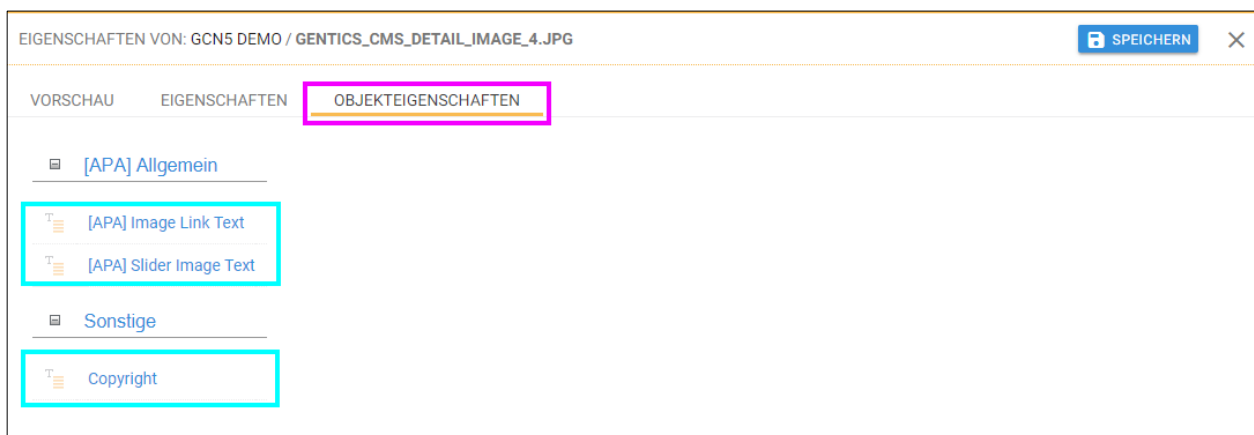 EIGENSCHAFTEN VON: GCN5 DEMO / GENTICS_CMS_DETAIL_IMAGE_4.JPG
SPEICHERN
VORSCHAU EIGENSCHAFTEN OBJEKTEIGENSCHAFTEN
[APA] Allgemein
[APA] Image Link Text
[APA] Slider Image Text
Sonstige
Copyright